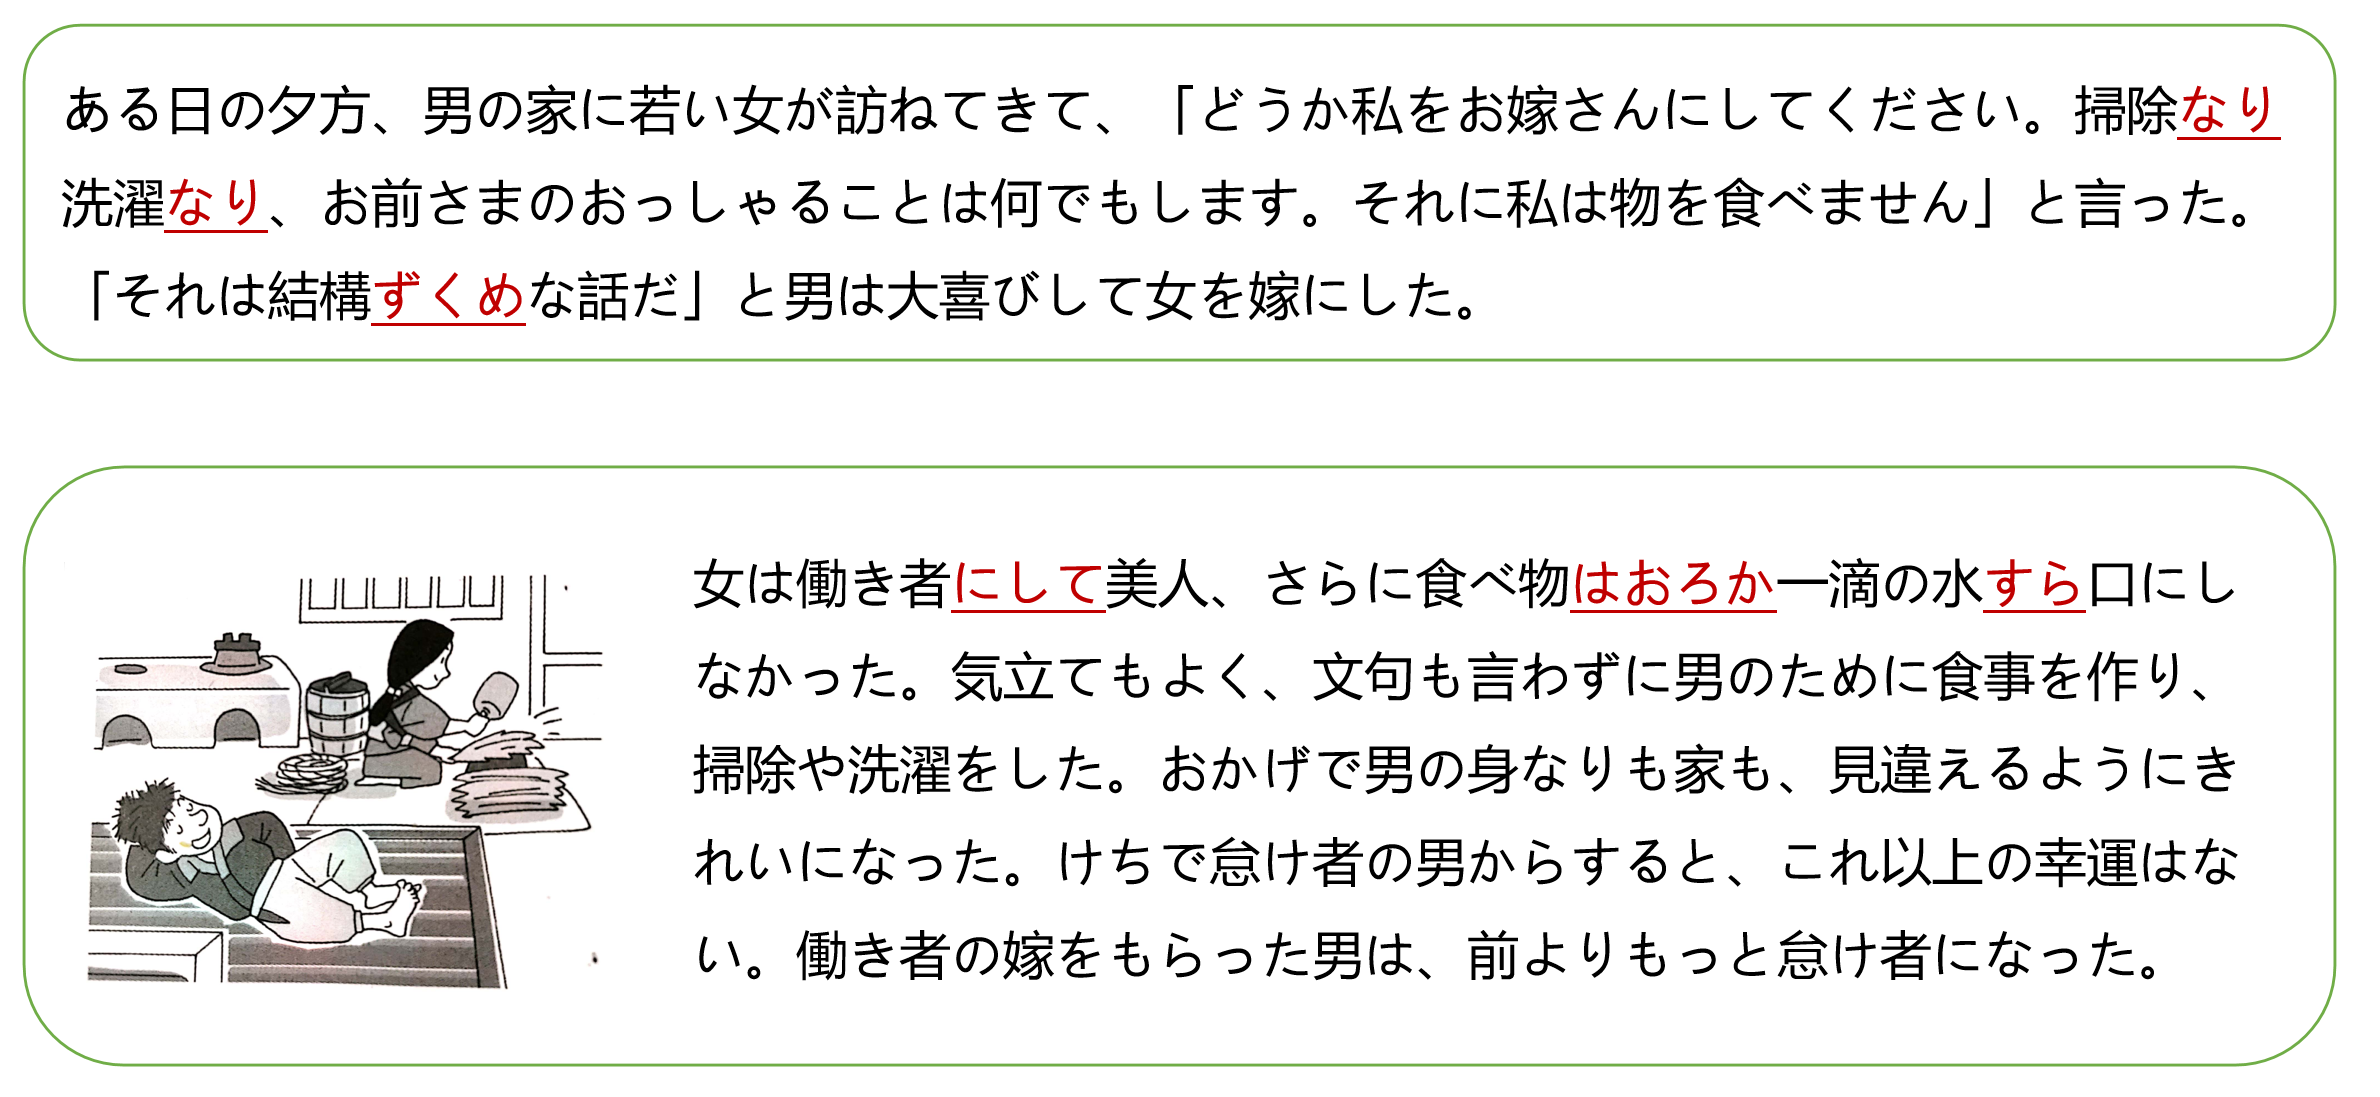 ある日の夕方、男の家に若い女が訪ねてきて、「どうか私をお嫁さんにしてください。掃除なり
洗濯なり、お前さまのおっしゃることは何でもします。それに私は物を食べません」と言った。
「それは結構ずくめな話だ」と男は大喜びして女を嫁にした。
女は働き者にして美人、さらに食べ物はおろか一滴の水すら口にし
なかった。気立てもよく、文句も言わずに男のために食事を作り、
掃除や洗濯をした。おかげで男の身なりも家も、見違えるようにき
れいになった。けちで怠け者の男からすると、これ以上の幸運はな
い。働き者の嫁をもらった男は、前よりもっと怠け者になった。